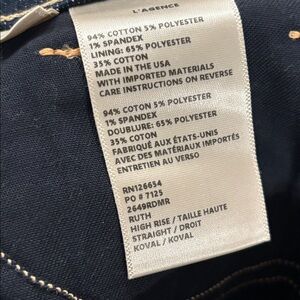 L'AGENCE
94% COTTON 5% POLYESTER
1% SPANDEX
LINING: 65% POLYESTER
35% COTTON
MADE IN THE USA
WITH IMPORTED MATERIALS
CARE INSTRUCTIONS ON REVERSE
94% COTON 5% POLYESTER
1% SPANDEX
DOUBLURE: 65% POLYESTER
35% COTON
FABRIQUÉ AUX ÉTATS-UNIS
AVEC DES MATÉRIAUX IMPORTÉS
ENTRETIEN AU VERSO
RN126654
PO # 7125
2649RDMR
RUTH
HIGH RISE / TAILLE HAUTE
STRAIGHT / DROIT
KOVAL / KOVAL